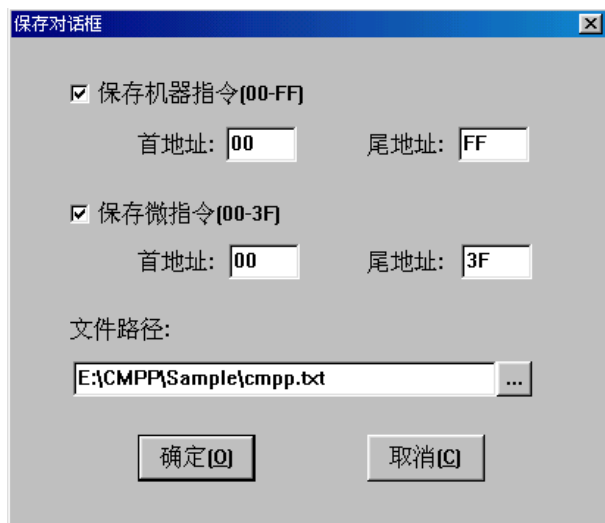 保存对话框
保存机器指令(00-FF)
首地址: 00 尾地址: FF
保存微指令(00-3F)
首地址: 00 尾地址: 3F
文件路径:
E:\CMPP\Sample\cmpp.txt ...
确定(O) 取消(C)